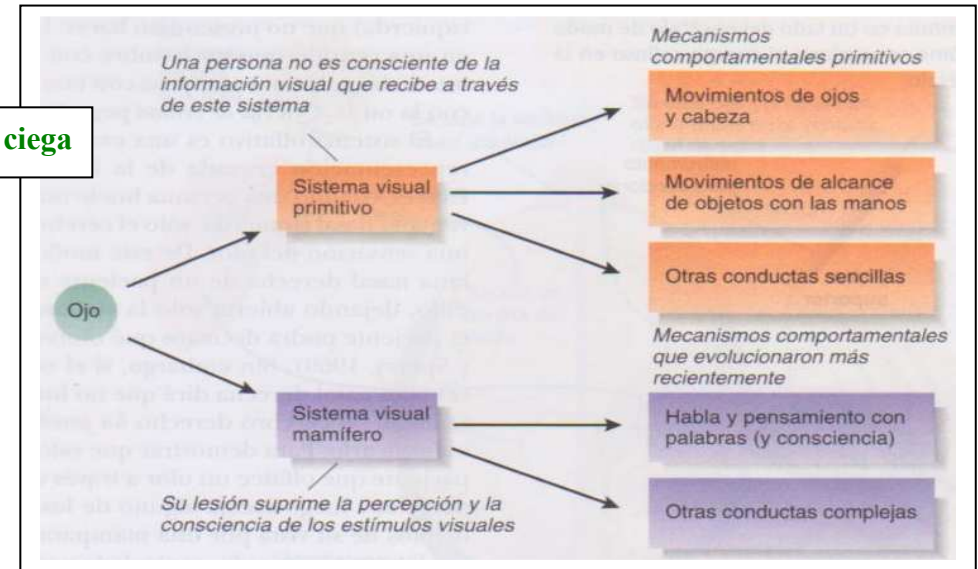 ciega
Una persona no es consciente de la
información visual que recibe a través
de este sistema
Mecanismos
comportamentales primitivos
Movimientos de ojos
y cabeza
Sistema visual
primitivo
Movimientos de alcance
de objetos con las manos
Otras conductas sencillas
Ojo
Mecanismos comportamentales
que evolucionaron más
recientemente
Sistema visual
mamífero
Habla y pensamiento con
palabras (y consciencia)
Otras conductas complejas
Su lesión suprime la percepción y la
consciencia de los estímulos visuales